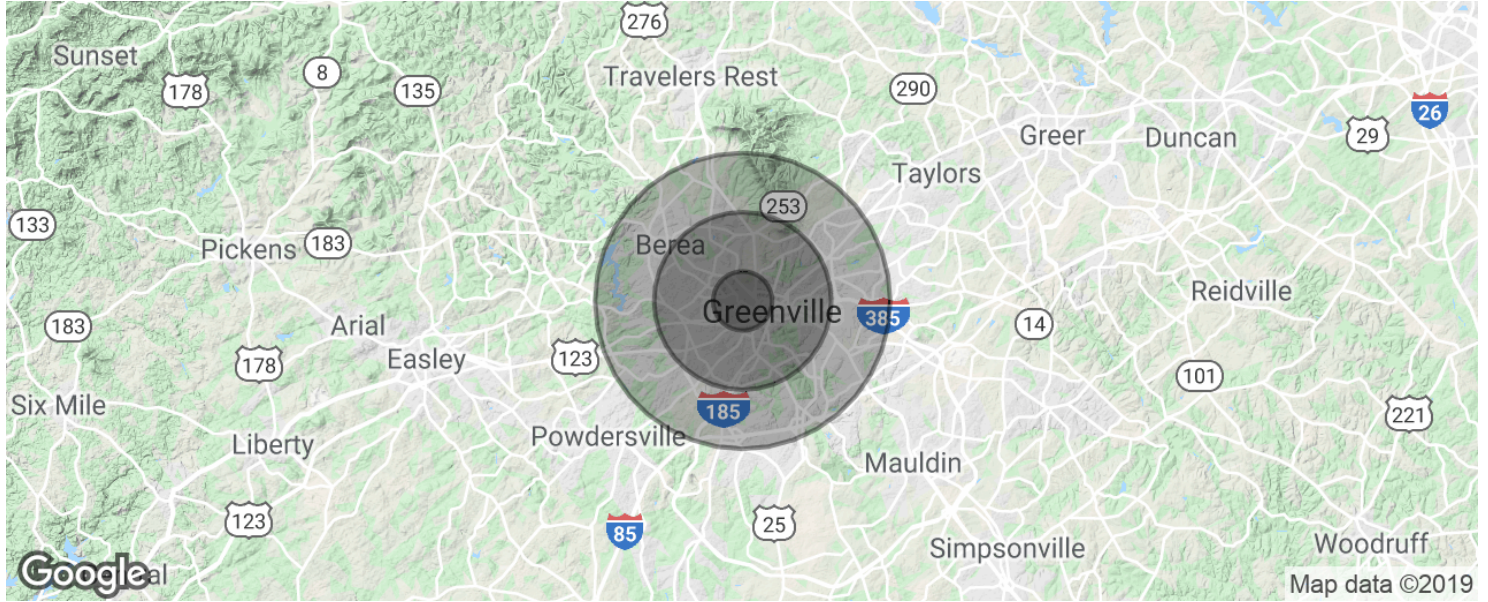 276
Sunset
8
Travelers Rest
178
135
290
26
Greer
Duncan
29
Taylors
253
133
Pickens
183
Berea
Reidville
183
Arial
Greenville
385
14
178
Easley
123
101
Six Mile
185
221
Liberty
Powdersville
Mauldin
123
85
25
Simpsonville
Woodruff
Google
al
Map data ©2019